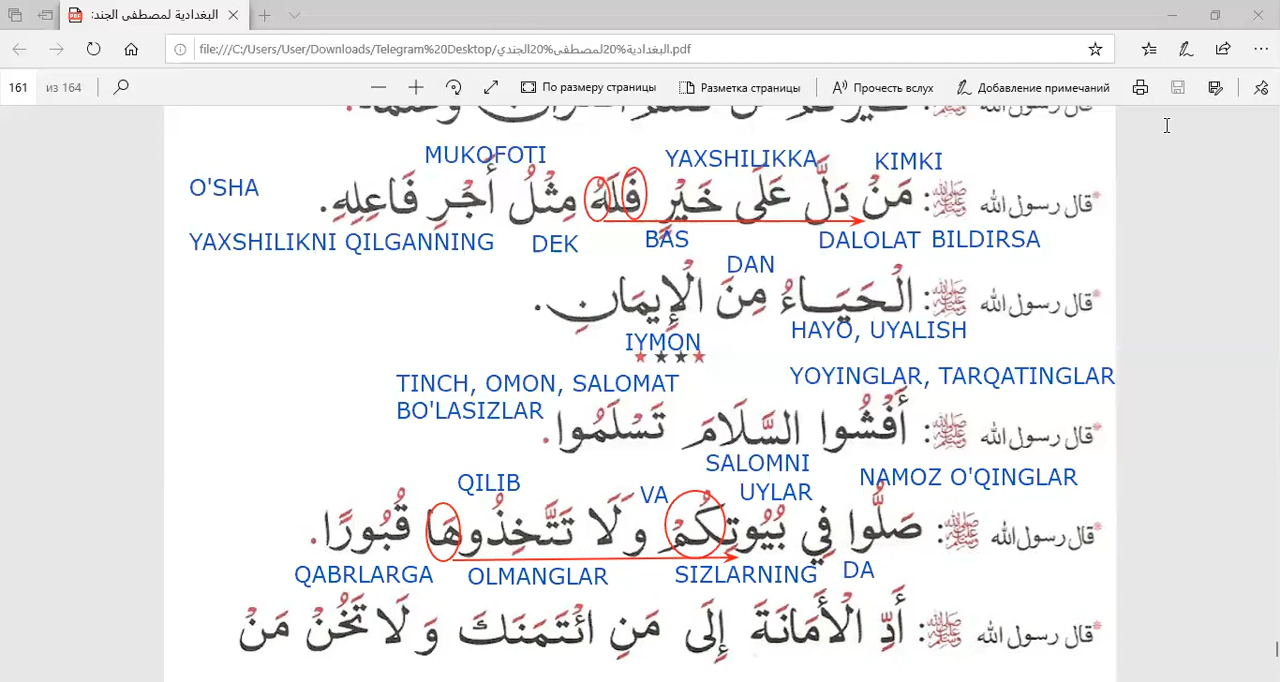 البغدادية لمصطفى الجند:
file:///C:/Users/User/Downloads/Telegram%20Desktop/البغدادية%20لمصطفى%20الجندي.pdf
161 из 164 По размеру страницы Разметка страницы Прочесть вслух Добавление примечаний
MUKOFOTI YAXSHILIKKA KIMKI
O'SHA
*قال رسول الله ﷺ: مَنْ دَلَّ عَلَى خَيْرٍ فَلَهُ مِثْلُ أَجْرِ فَاعِلِهِ.
YAXSHILIKNI QILGANNING DEK BAS DALOLAT BILDIRSA
DAN
*قال رسول الله ﷺ: الْحَيَاءُ مِنَ الْإِيمَانِ.
IYMON HAYO, UYALISH
★★★★
TINCH, OMON, SALOMAT YOYINGLAR, TARQATINGLAR
BO'LASIZLAR
*قال رسول الله ﷺ: أَفْشُوا السَّلَامَ تَسْلَمُوا.
SALOMNI
QILIB VA UYLAR NAMOZ O'QINGLAR
*قال رسول الله ﷺ: صَلُّوا فِي بُيُوتِكُمْ وَلَا تَتَّخِذُوهَا قُبُورًا.
QABRLARGA OLMANGLAR SIZLARNING DA
*قال رسول الله ﷺ: أَدِّ الْأَمَانَةَ إِلَى مَنِ ائْتَمَنَكَ وَلَا تَخُنْ مَنْ